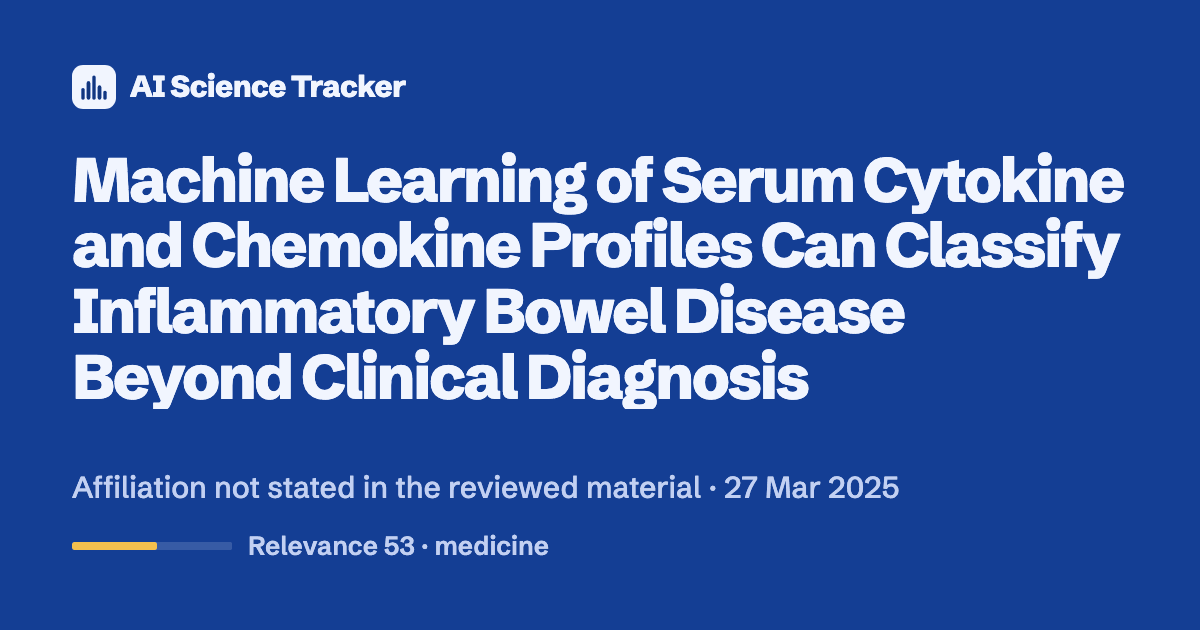 AI Science Tracker
Machine Learning of Serum Cytokine
and Chemokine Profiles Can Classify
Inflammatory Bowel Disease
Beyond Clinical Diagnosis
Affiliation not stated in the reviewed material · 27 Mar 2025
Relevance 53 · medicine